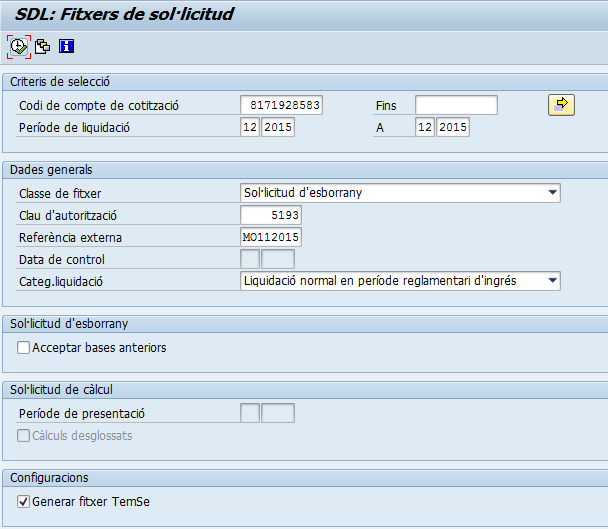 SDL: Fitxers de sol·licitud
Criteris de selecció
Codi de compte de cotització 8171928583 Fins
Període de liquidació 12 2015 A 12 2015
Dades generals
Classe de fitxer Sol·licitud d'esborrany
Clau d'autorització 5193
Referència externa MO112015
Data de control
Categ.liquidació Liquidació normal en període reglamentari d'ingrés
Sol·licitud d'esborrany
Acceptar bases anteriors
Sol·licitud de càlcul
Període de presentació
Càlculs desglossats
Configuracions
Generar fitxer TemSe